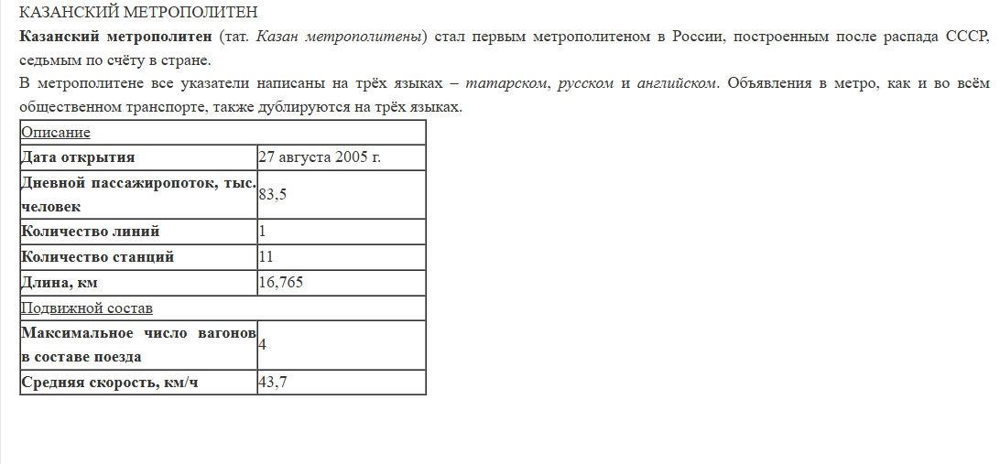 КАЗАНСКИЙ МЕТРОПОЛИТЕН
Казанский метрополитен (тат. Казан метрополитены) стал первым метрополитеном в России, построенным после распада СССР,
седьмым по счёту в стране.
В метрополитене все указатели написаны на трёх языках – татарском, русском и английском. Объявления в метро, как и во всём
общественном транспорте, также дублируются на трёх языках.
Описание
Дата открытия 27 августа 2005 г.
Дневной пассажиропоток, тыс.
человек 83,5
Количество линий 1
Количество станций 11
Длина, км 16,765
Подвижной состав
Максимальное число вагонов
в составе поезда 4
Средняя скорость, км/ч 43,7